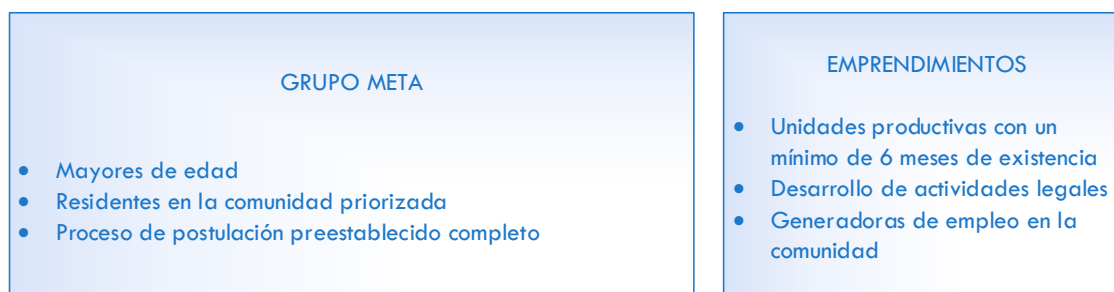 GRUPO META
• Mayores de edad
• Residentes en la comunidad priorizada
• Proceso de postulación preestablecido completo
EMPRENDIMIENTOS
• Unidades productivas con un
mínimo de 6 meses de existencia
• Desarrollo de actividades legales
• Generadoras de empleo en la
comunidad